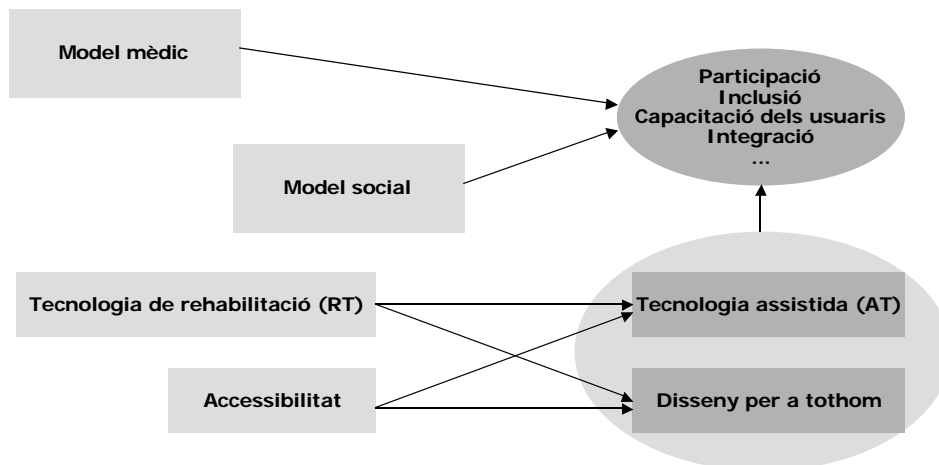 Model mèdic
Participació
Inclusió
Capacitació dels usuaris
Integració
...
Model social
Tecnologia de rehabilitació (RT)
Tecnologia assistida (AT)
Accessibilitat
Disseny per a tothom